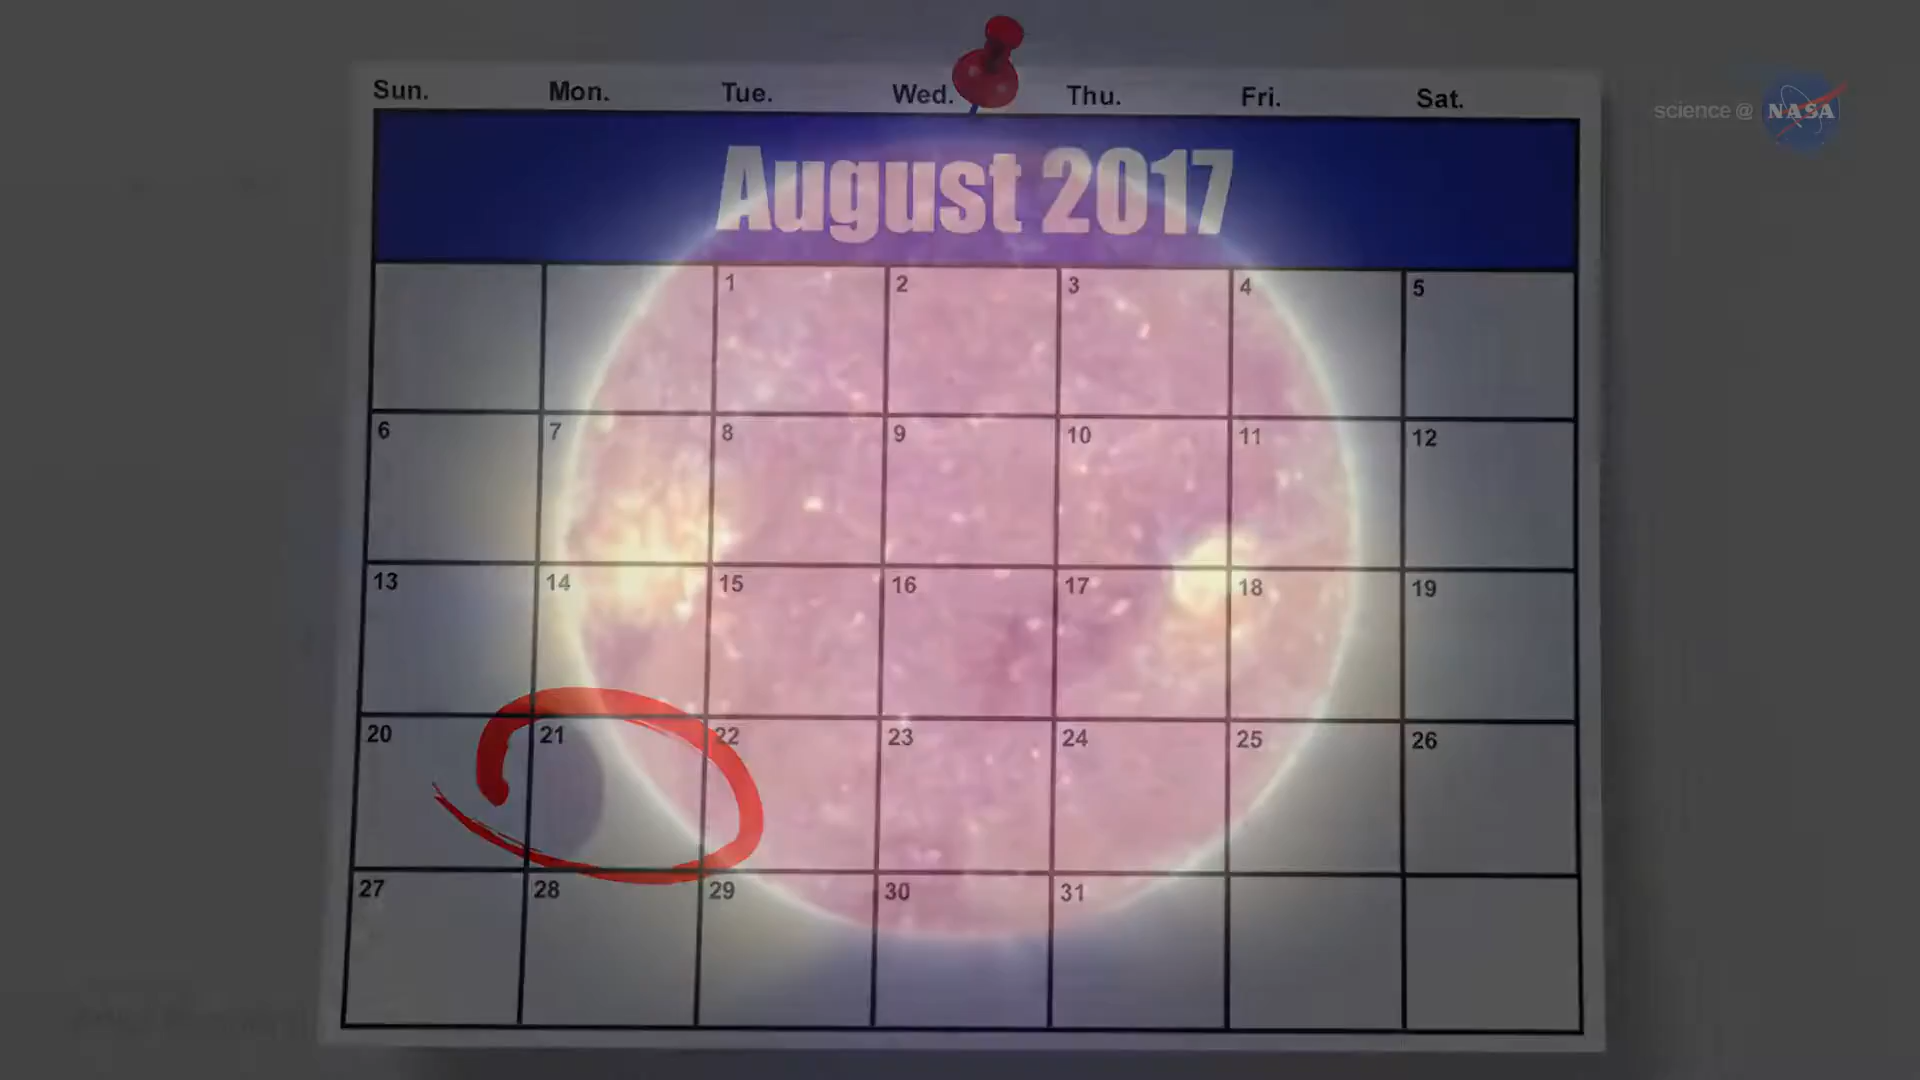 Sun. Mon. Tue. Wed. Thu. Fri. Sat.
science @ NASA
August 2017
1 2 3 4 5
6 7 8 9 10 11 12
13 14 15 16 17 18 19
20 21 22 23 24 25 26
27 28 29 30 31